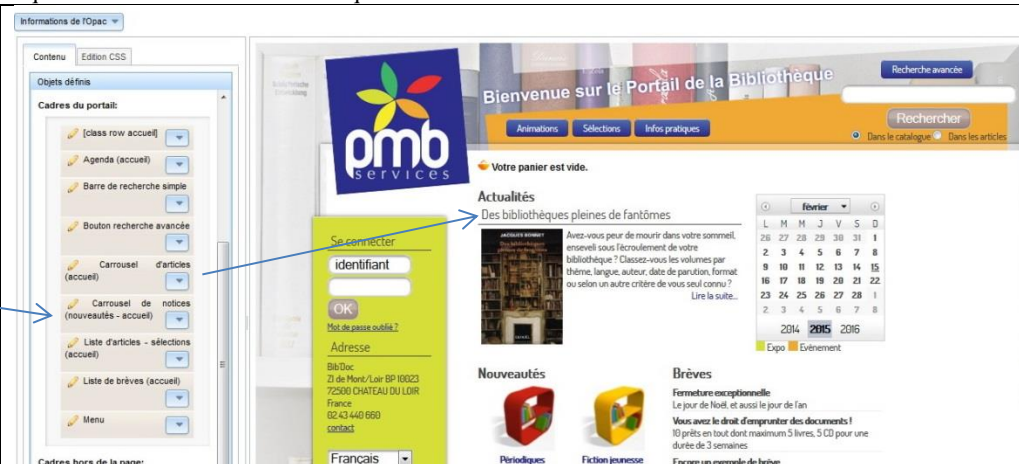 Informations de l'Opac
Contenu
Edition CSS
Objets définis
Cadres du portail:
[class row accueil]
Agenda (accueil)
Barre de recherche simple
Bouton recherche avancée
Carrousel d'articles
(accueil)
Carrousel de notices
(nouveautés - accueil)
Liste d'articles - sélections
(accueil)
Liste de brèves (accueil)
Menu
Cadres hors de la page:
pmb
services
Bienvenue sur le Portail de la Bibliothèque
Recherche avancée
Rechercher
Dans le catalogue
Dans les articles
Animations
Sélections
Infos pratiques
Votre panier est vide.
Se connecter
identifiant
OK
Mot de passe oublié ?
Adresse
Bib'Doc
ZI de Mont/Loir BP 10023
72500 CHATEAU DU LOIR
France
02 43 440 660
contact
Français
Actualités
Des bibliothèques pleines de fantômes
JACQUES BONNET
Avez-vous peur de mourir dans votre sommeil,
enseveli sous l'écroulement de votre
bibliothèque ? Classez-vous les volumes par
thème, langue, auteur, date de parution, format
ou selon un autre critère de vous seul connu ?
Lire la suite...
février
L M M J V S D
26 27 28 29 30 31 1
2 3 4 5 6 7 8
9 10 11 12 13 14 15
16 17 18 19 20 21 22
23 24 25 26 27 28 1
2 3 4 5 6 7 8
2014 2015 2016
Expo
Evènement
Nouveautés
Périodiques
Fiction jeunesse
Brèves
Fermeture exceptionnelle
Le jour de Noël, et aussi le jour de l'an
Vous avez le droit d'emprunter des documents !
10 prêts en tout dont maximum 5 livres, 5 CD pour une
durée de 3 semaines
Encore un exemple de brève